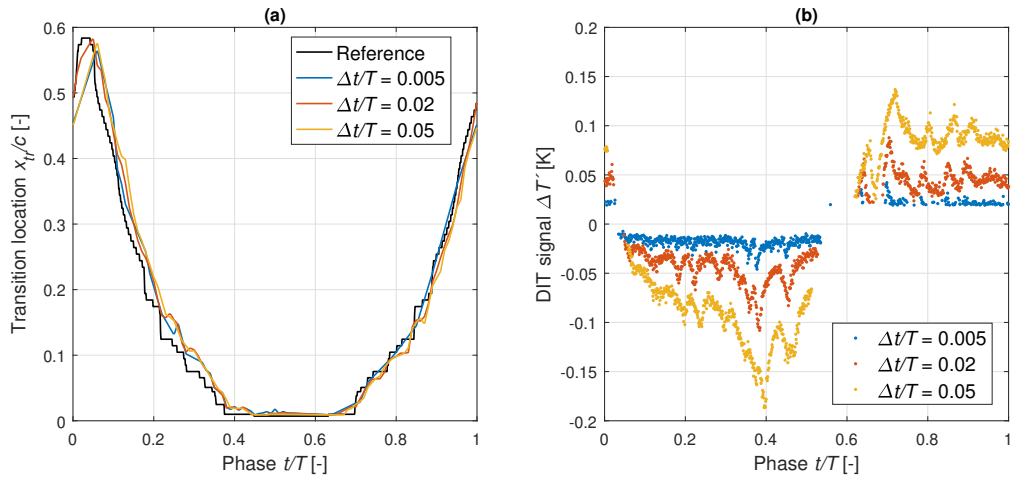 (a)
0.6
0.5
0.4
0.3
0.2
0.1
0
Transition location x_tr/c [-]
0 0.2 0.4 0.6 0.8 1
Phase t/T [-]
Reference
Δt/T = 0.005
Δt/T = 0.02
Δt/T = 0.05
(b)
0.2
0.15
0.1
0.05
0
-0.05
-0.1
-0.15
-0.2
DIT signal ΔT´ [K]
0 0.2 0.4 0.6 0.8 1
Phase t/T [-]
Δt/T = 0.005
Δt/T = 0.02
Δt/T = 0.05